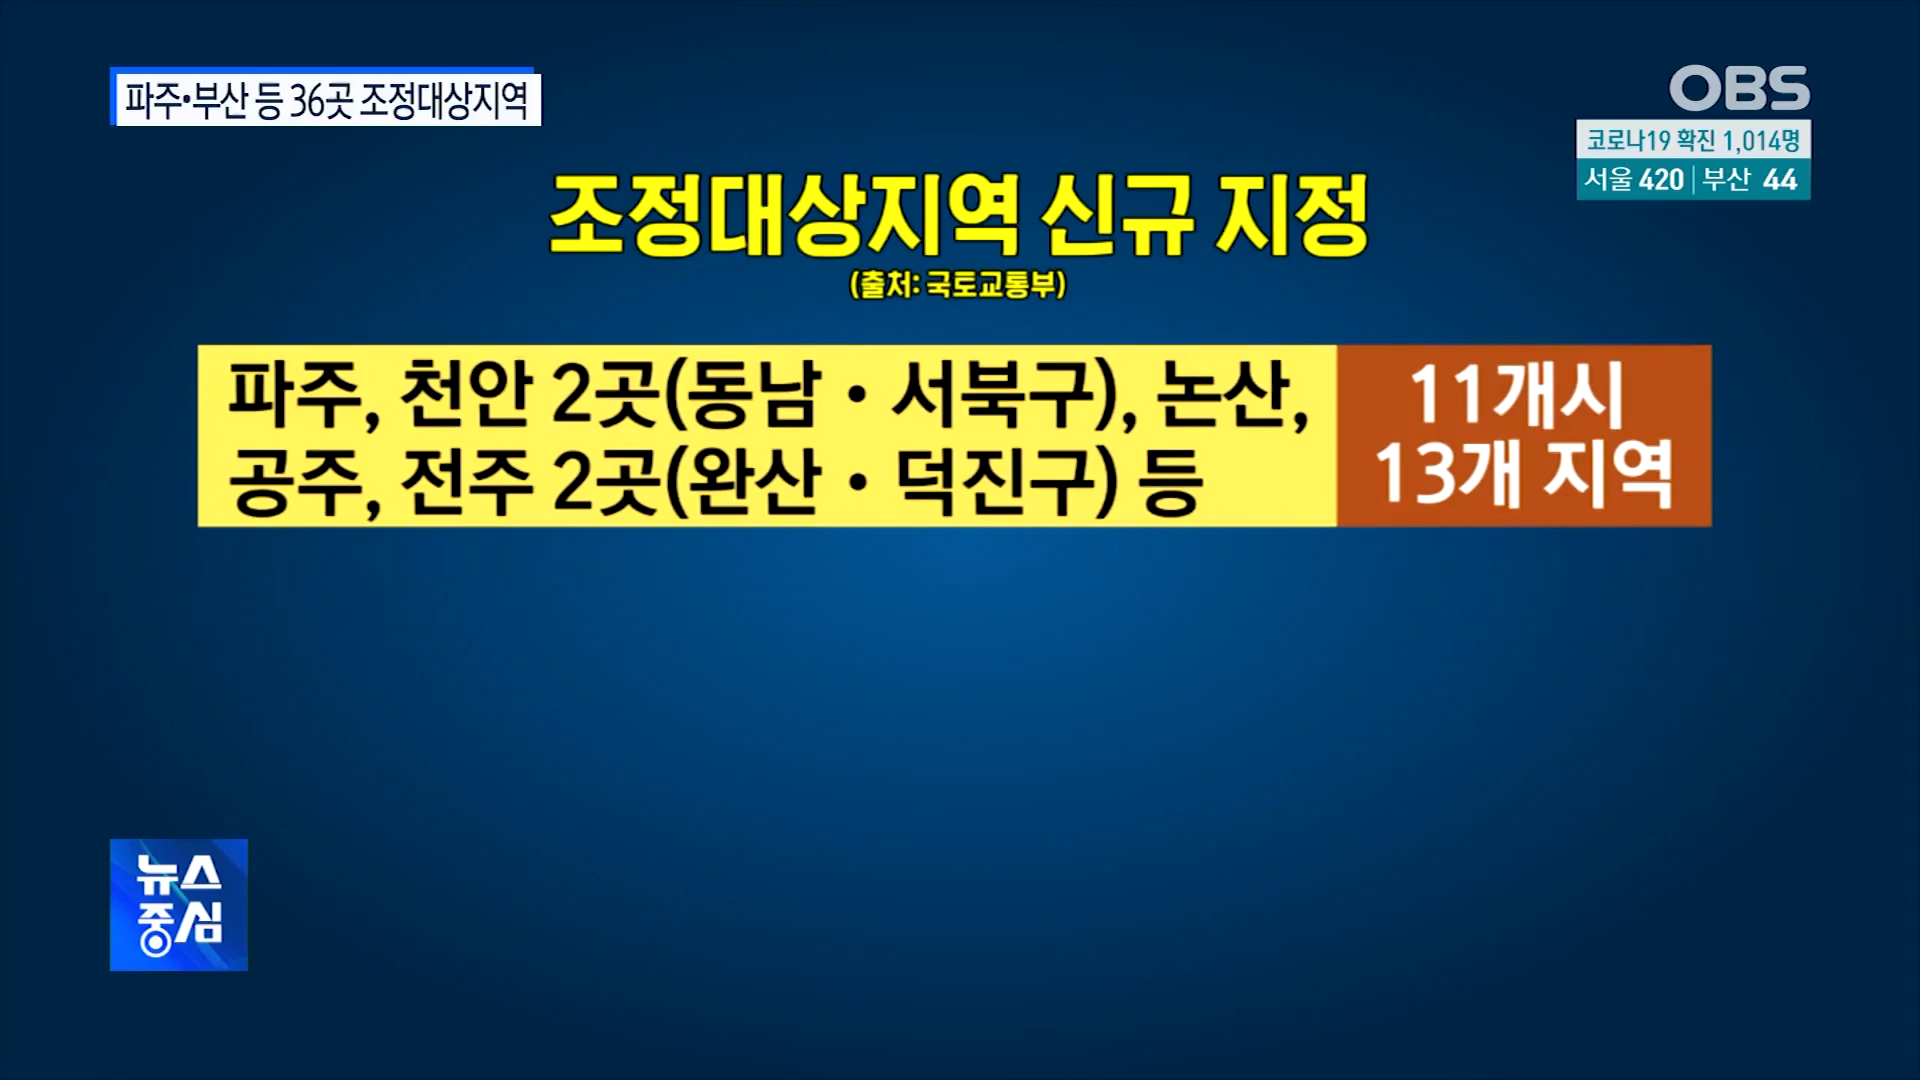 파주•부산 등 36곳 조정대상지역
OBS
코로나19 확진 1,014명
서울 420 | 부산 44
조정대상지역 신규 지정
(출처: 국토교통부)
파주, 천안 2곳(동남・서북구), 논산,
공주, 전주 2곳(완산・덕진구) 등
11개시
13개 지역
뉴스
중심